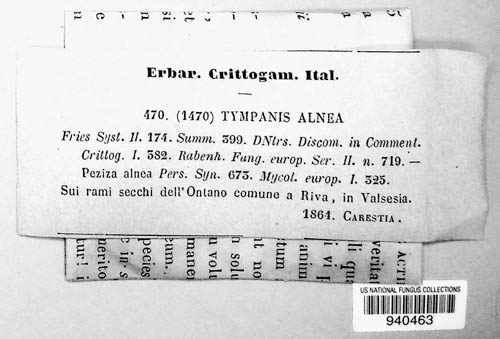 Erbar. Crittogam. Ital.
470. (1470) TYMPANIS ALNEA
Fries Syst. II. 174. Summ. 399. DNtrs. Discom. in Comment.
Crittog. I. 382. Rabenh. Fung. europ. Ser. II. n. 719. —
Peziza alnea Pers. Syn. 673. Mycol. europ. I. 325.
Sui rami secchi dell'Ontano comune a Riva, in Valsesia.
1864. CARESTIA.
US NATIONAL FUNGUS COLLECTIONS
940463